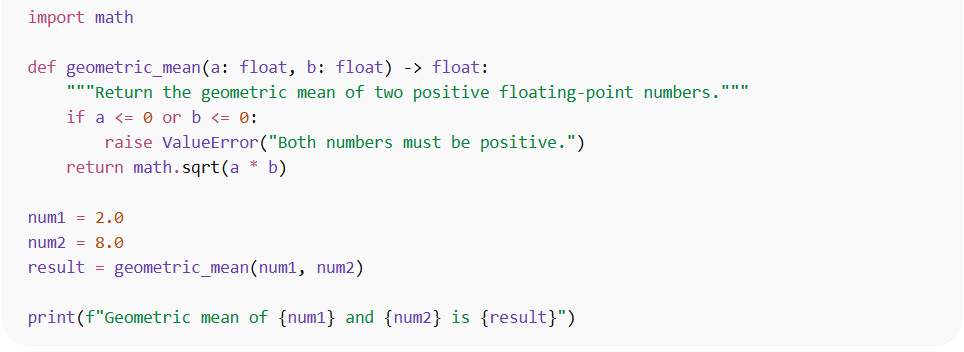 import math

def geometric_mean(a: float, b: float) -> float:
    """Return the geometric mean of two positive floating-point numbers."""
    if a <= 0 or b <= 0:
        raise ValueError("Both numbers must be positive.")
    return math.sqrt(a * b)

num1 = 2.0
num2 = 8.0
result = geometric_mean(num1, num2)

print(f"Geometric mean of {num1} and {num2} is {result}")